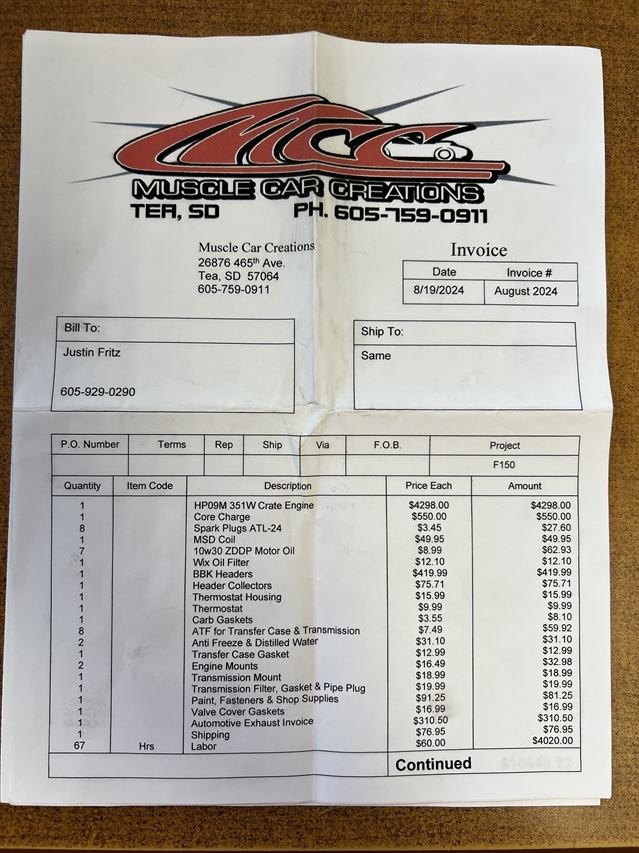 MCC
MUSCLE CAR CREATIONS
TEA, SD PH. 605-759-0911
Muscle Car Creations
26876 465th Ave.
Tea, SD 57064
605-759-0911
Invoice
Date Invoice #
8/19/2024 August 2024
Bill To:
Justin Fritz
605-929-0290
Ship To:
Same
P.O. Number Terms Rep Ship Via F.O.B. Project
F150
Quantity Item Code Description Price Each Amount
1 HP09M 351W Crate Engine $4298.00 $4298.00
1 Core Charge $550.00 $550.00
8 Spark Plugs ATL-24 $3.45 $27.60
1 MSD Coil $49.95 $49.95
7 10w30 ZDDP Motor Oil $8.99 $62.93
1 Wix Oil Filter $12.10 $12.10
1 BBK Headers $419.99 $419.99
1 Header Collectors $75.71 $75.71
1 Thermostat Housing $15.99 $15.99
1 Thermostat $9.99 $9.99
1 Carb Gaskets $3.55 $8.10
8 ATF for Transfer Case & Transmission $7.49 $59.92
2 Anti Freeze & Distilled Water $31.10 $31.10
1 Transfer Case Gasket $12.99 $12.99
2 Engine Mounts $16.49 $32.98
1 Transmission Mount $18.99 $18.99
1 Transmission Filter, Gasket & Pipe Plug $19.99 $19.99
1 Paint, Fasteners & Shop Supplies $91.25 $81.25
1 Valve Cover Gaskets $16.99 $16.99
1 Automotive Exhaust Invoice $310.50 $310.50
1 Shipping $76.95 $76.95
67 Hrs Labor $60.00 $4020.00
Continued